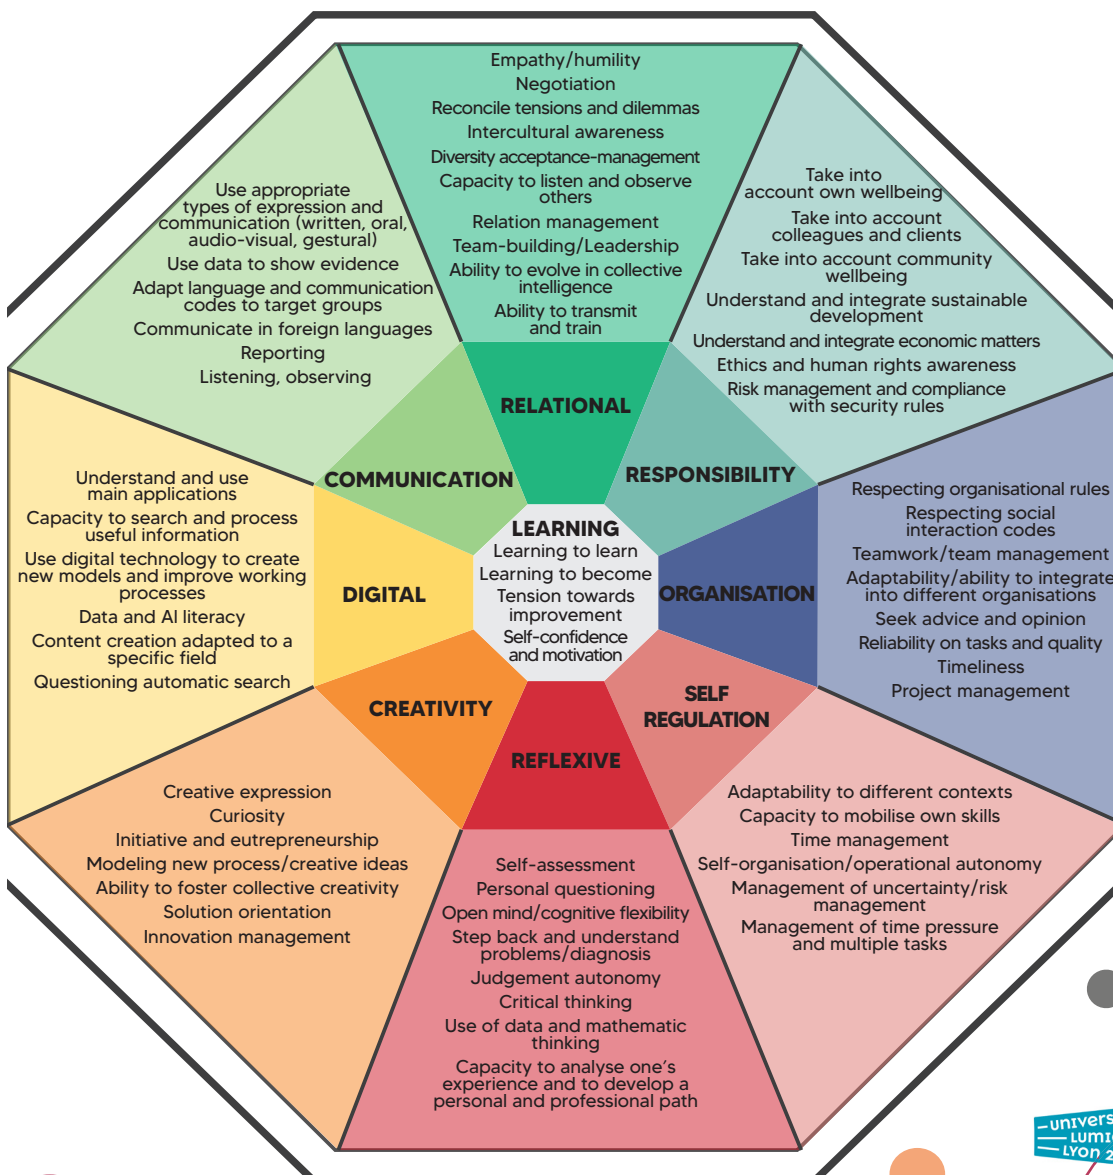 Empathy/humility
Negotiation
Reconcile tensions and dilemmas
Intercultural awareness
Diversity acceptance-management
Capacity to listen and observe
others
Relation management
Team-building/Leadership
Ability to evolve in collective
intelligence
Ability to transmit
and train
RELATIONAL
Take into
account own wellbeing
Take into account
colleagues and clients
Take into account community
wellbeing
Understand and integrate sustainable
development
Understand and integrate economic matters
Ethics and human rights awareness
Risk management and compliance
with security rules
RESPONSIBILITY
Respecting organisational rules
Respecting social
interaction codes
Teamwork/team management
Adaptability/ability to integrate
into different organisations
Seek advice and opinion
Reliability on tasks and quality
Timeliness
Project management
ORGANISATION
SELF
REGULATION
Adaptability to different contexts
Capacity to mobilise own skills
Time management
Self-organisation/operational autonomy
Management of uncertainty/risk
management
Management of time pressure
and multiple tasks
REFLEXIVE
Self-assessment
Personal questioning
Open mind/cognitive flexibility
Step back and understand
problems/diagnosis
Judgement autonomy
Critical thinking
Use of data and mathematic
thinking
Capacity to analyse one's
experience and to develop a
personal and professional path
CREATIVITY
Creative expression
Curiosity
Initiative and eutrepreneurship
Modeling new process/creative ideas
Ability to foster collective creativity
Solution orientation
Innovation management
DIGITAL
Understand and use
main applications
Capacity to search and process
useful information
Use digital technology to create
new models and improve working
processes
Data and AI literacy
Content creation adapted to a
specific field
Questioning automatic search
COMMUNICATION
Use appropriate
types of expression and
communication (written, oral,
audio-visual, gestural)
Use data to show evidence
Adapt language and communication
codes to target groups
Communicate in foreign languages
Reporting
Listening, observing
LEARNING
Learning to learn
Learning to become
Tension towards
improvement
Self-confidence
and motivation
LYON 2